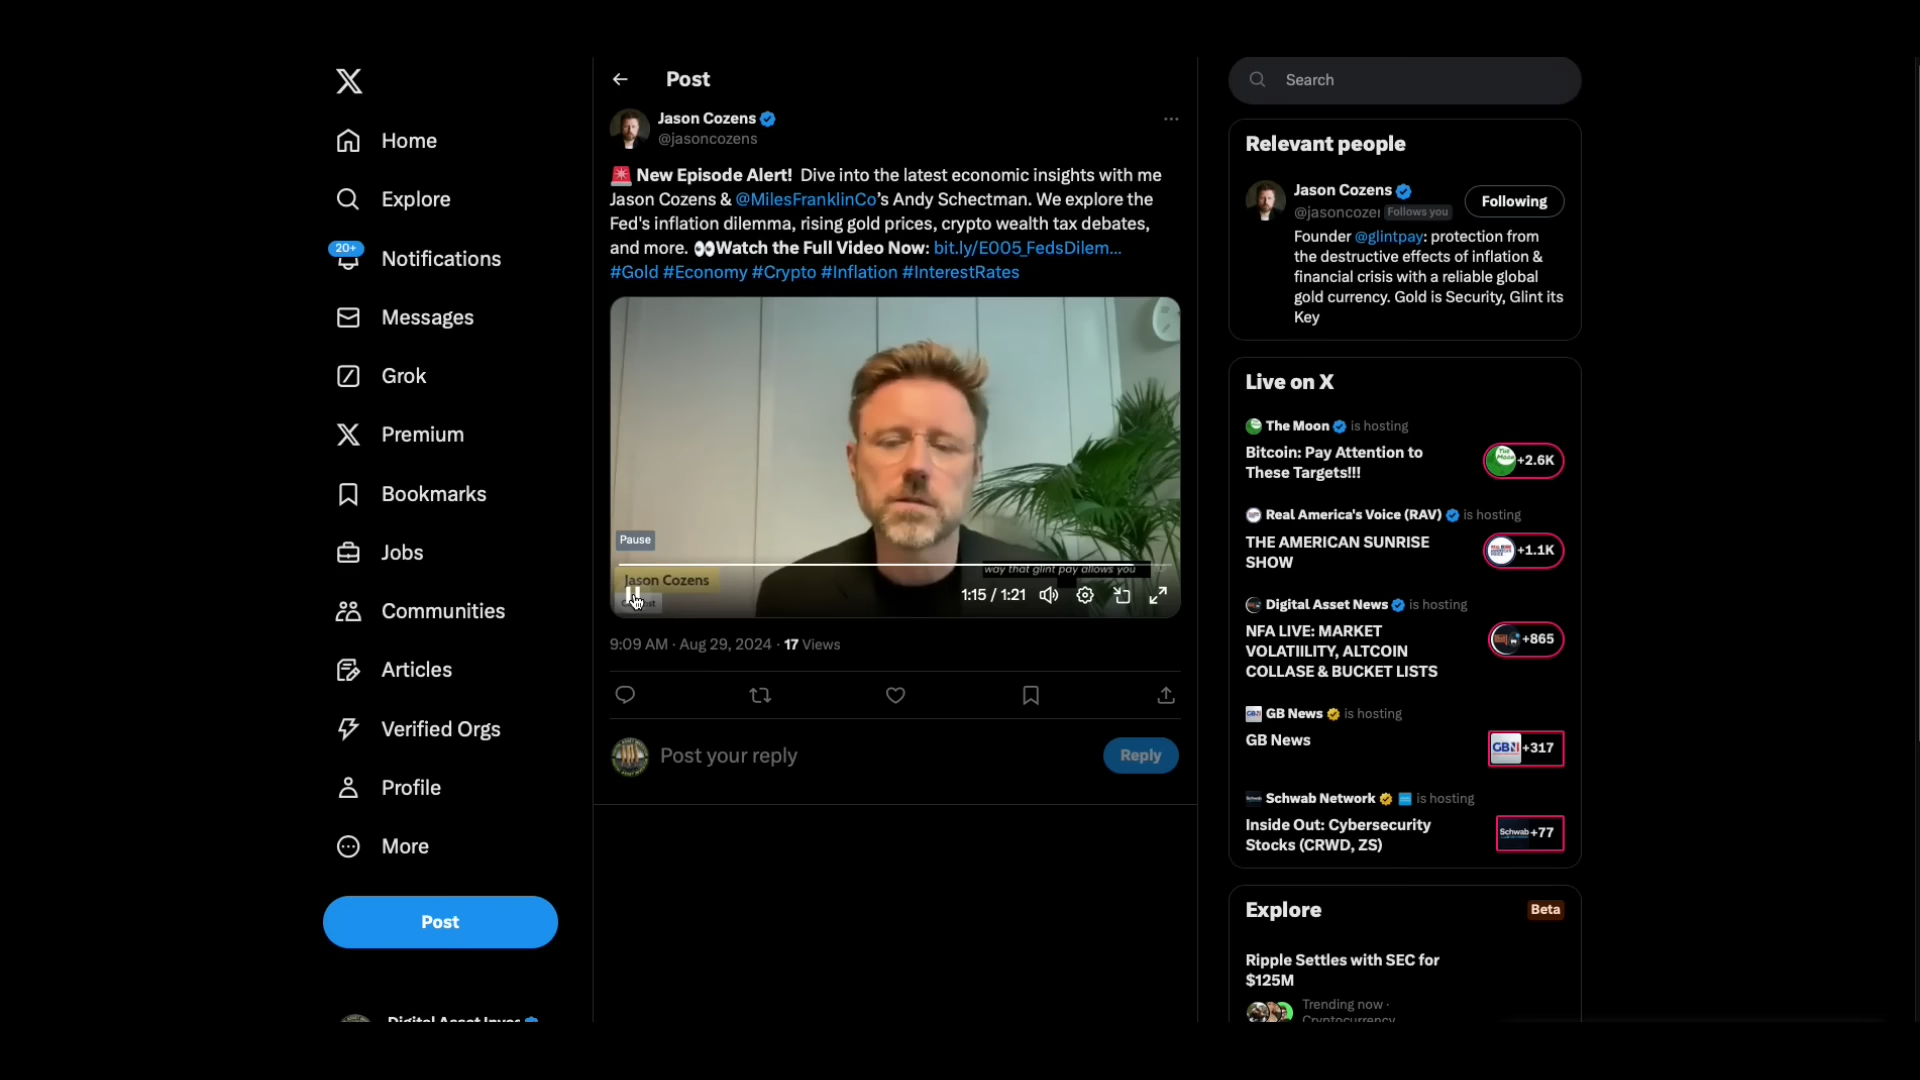 Home
Explore
20+
Notifications
Messages
Grok
Premium
Bookmarks
Jobs
Communities
Articles
Verified Orgs
Profile
More
Post
Post
Jason Cozens
@jasoncozens
New Episode Alert! Dive into the latest economic insights with me
Jason Cozens & @MilesFranklinCo's Andy Schectman. We explore the
Fed's inflation dilemma, rising gold prices, crypto wealth tax debates,
and more. 👀Watch the Full Video Now: bit.ly/E005_FedsDilem...
#Gold #Economy #Crypto #Inflation #InterestRates
Pause
way that glint pay allows you
Jason Cozens
1:15 / 1:21
9:09 AM · Aug 29, 2024 · 17 Views
Post your reply
Reply
Search
Relevant people
Jason Cozens
Following
@jasoncozer Follows you
Founder @glintpay: protection from
the destructive effects of inflation &
financial crisis with a reliable global
gold currency. Gold is Security, Glint its
Key
Live on X
The Moon is hosting
Bitcoin: Pay Attention to
These Targets!!!
+2.6K
Real America's Voice (RAV) is hosting
THE AMERICAN SUNRISE
SHOW
+1.1K
Digital Asset News is hosting
NFA LIVE: MARKET
VOLATIILITY, ALTCOIN
COLLASE & BUCKET LISTS
+865
GB News is hosting
GB News
GBN +317
Schwab Network is hosting
Inside Out: Cybersecurity
Stocks (CRWD, ZS)
Schwab +77
Explore
Beta
Ripple Settles with SEC for
$125M
Trending now ·
Cryptocurrency